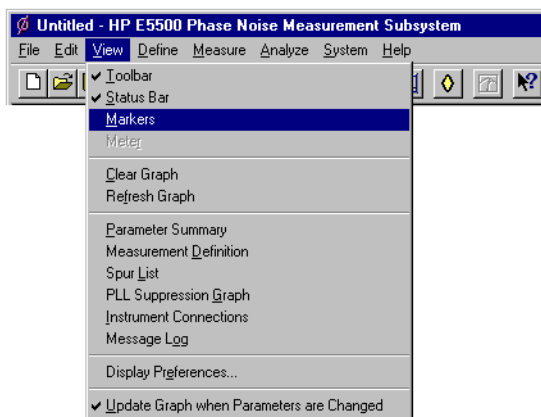 Untitled - HP E5500 Phase Noise Measurement Subsystem
File Edit View Define Measure Analyze System Help
Toolbar
Status Bar
Markers
Meter
Clear Graph
Refresh Graph
Parameter Summary
Measurement Definition
Spur List
PLL Suppression Graph
Instrument Connections
Message Log
Display Preferences...
Update Graph when Parameters are Changed